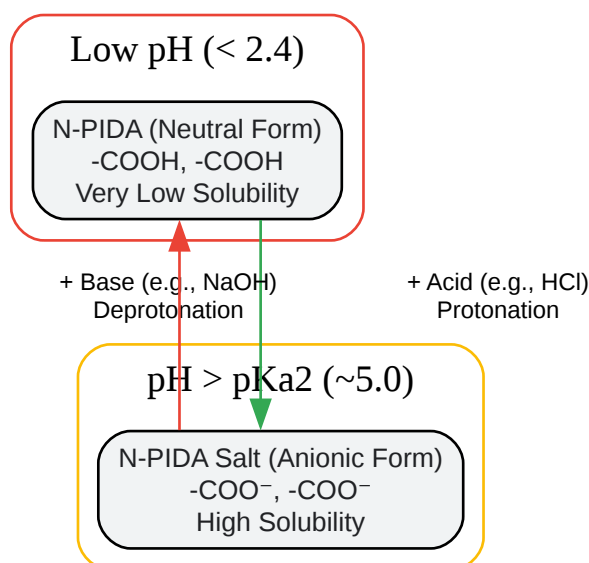 Low pH (< 2.4)
N-PIDA (Neutral Form)
-COOH, -COOH
Very Low Solubility
+ Base (e.g., NaOH)
Deprotonation
+ Acid (e.g., HCl)
Protonation
pH > pKa2 (~5.0)
N-PIDA Salt (Anionic Form)
-COO⁻, -COO⁻
High Solubility